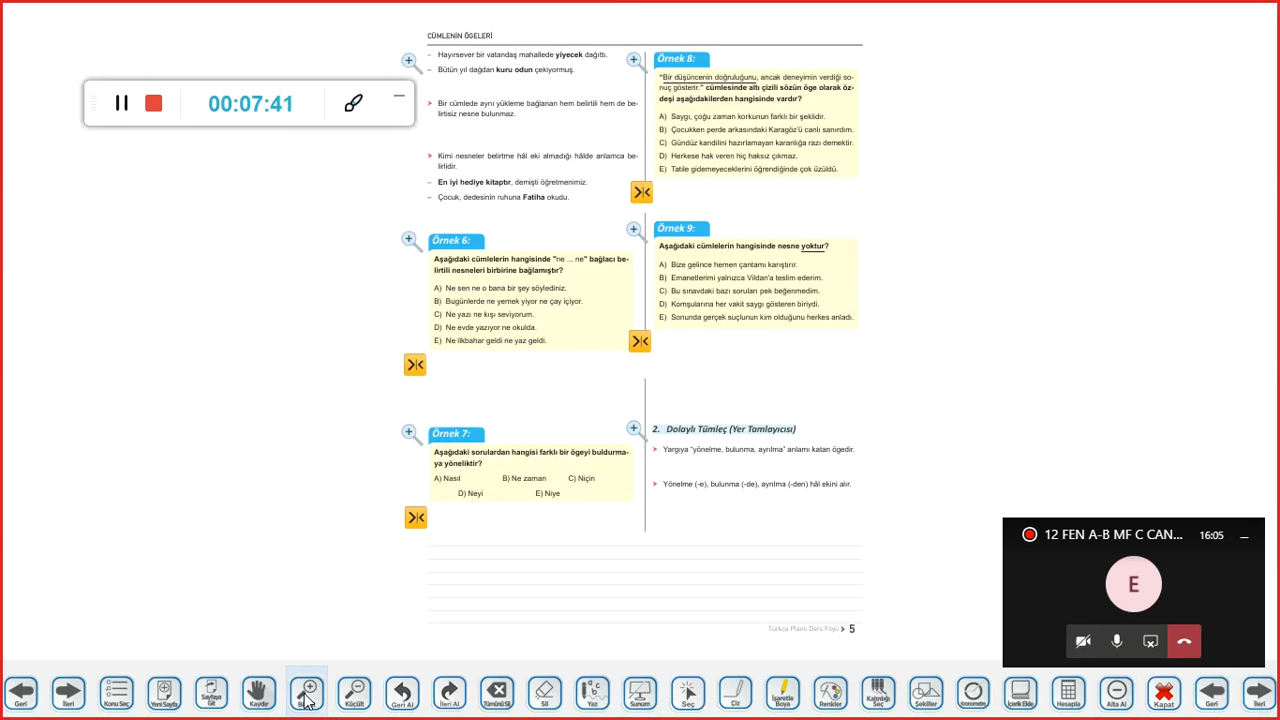 CÜMLENİN ÖGELERİ
– Hayırsever bir vatandaş mahallede yiyecek dağıttı.
– Bütün yıl dağdan kuru odun çekiyormuş.
00:07:41
➤ Bir cümlede aynı yükleme bağlanan hem belirtili hem de be-
lirtisiz nesne bulunmaz.
➤ Kimi nesneler belirtme hâl eki almadığı hâlde anlamca be-
lirlidir.
– En iyi hediye kitaptır, demişti öğretmenimiz.
– Çocuk, dedesinin ruhuna Fatiha okudu.
Örnek 6:
Aşağıdaki cümlelerin hangisinde "ne ... ne" bağlacı be-
lirtili nesneleri birbirine bağlamıştır?
A) Ne sen ne o bana bir şey söylediniz.
B) Bugünlerde ne yemek yiyor ne çay içiyor.
C) Ne yazı ne kışı seviyorum.
D) Ne evde yazıyor ne okulda.
E) Ne ilkbahar geldi ne yaz geldi.
Örnek 7:
Aşağıdaki sorulardan hangisi farklı bir ögeyi buldurma-
ya yöneliktir?
A) Nasıl B) Ne zaman C) Niçin
D) Neyi E) Niye
Örnek 8:
"Bir düşüncenin doğruluğunu, ancak deneyimin verdiği so-
nuç gösterir." cümlesinde altı çizili sözün öge olarak öz-
deşi aşağıdakilerden hangisinde vardır?
A) Saygı, çoğu zaman korkunun farklı bir şeklidir.
B) Çocukken perde arkasındaki Karagöz'ü canlı sanırdım.
C) Gündüz kandilini hazırlamayan karanlığa razı demektir.
D) Herkese hak veren hiç haksız çıkmaz.
E) Tatile gidemeyeceklerini öğrendiğinde çok üzüldü.
Örnek 9:
Aşağıdaki cümlelerin hangisinde nesne yoktur?
A) Bize gelince hemen çantamı karıştırır.
B) Emanetlerimi yalnızca Vildan'a teslim ederim.
C) Bu sınavdaki bazı soruları pek beğenmedim.
D) Komşularına her vakit saygı gösteren biriydi.
E) Sonunda gerçek suçlunun kim olduğunu herkes anladı.
2. Dolaylı Tümleç (Yer Tamlayıcısı)
➤ Yargıya "yönelme, bulunma, ayrılma" anlamı katan ögedir.
➤ Yönelme (-e), bulunma (-de), ayrılma (-den) hâl ekini alır.
Türkçe Planlı Ders Föyü 5
12 FEN A-B MF C CAN... 16:05
E
Geri İleri Konu Seç Yeni Sayfa Sayfaya Git Kaydır Küçült Geri Al İleri Al Tümünü Sil Sil Yaz Sunum Seç Çiz İşaretle Boya Renkler Kalınlığı Seç Şekiller Kronometre İçerik Ekle Hesapla Alta Al Kapat Geri İleri